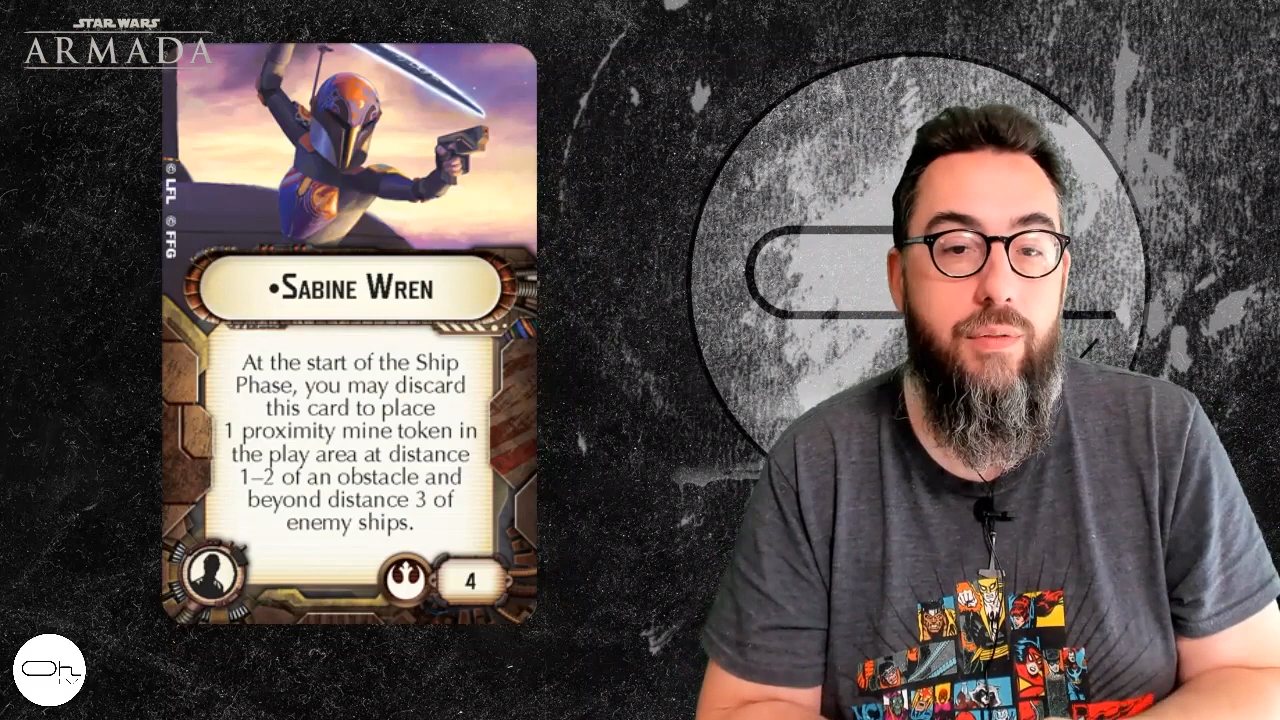 STAR WARS
ARMADA
© LFL © FFG
•SABINE WREN
At the start of the Ship
Phase, you may discard
this card to place
1 proximity mine token in
the play area at distance
1–2 of an obstacle and
beyond distance 3 of
enemy ships.
4
Oh
TV